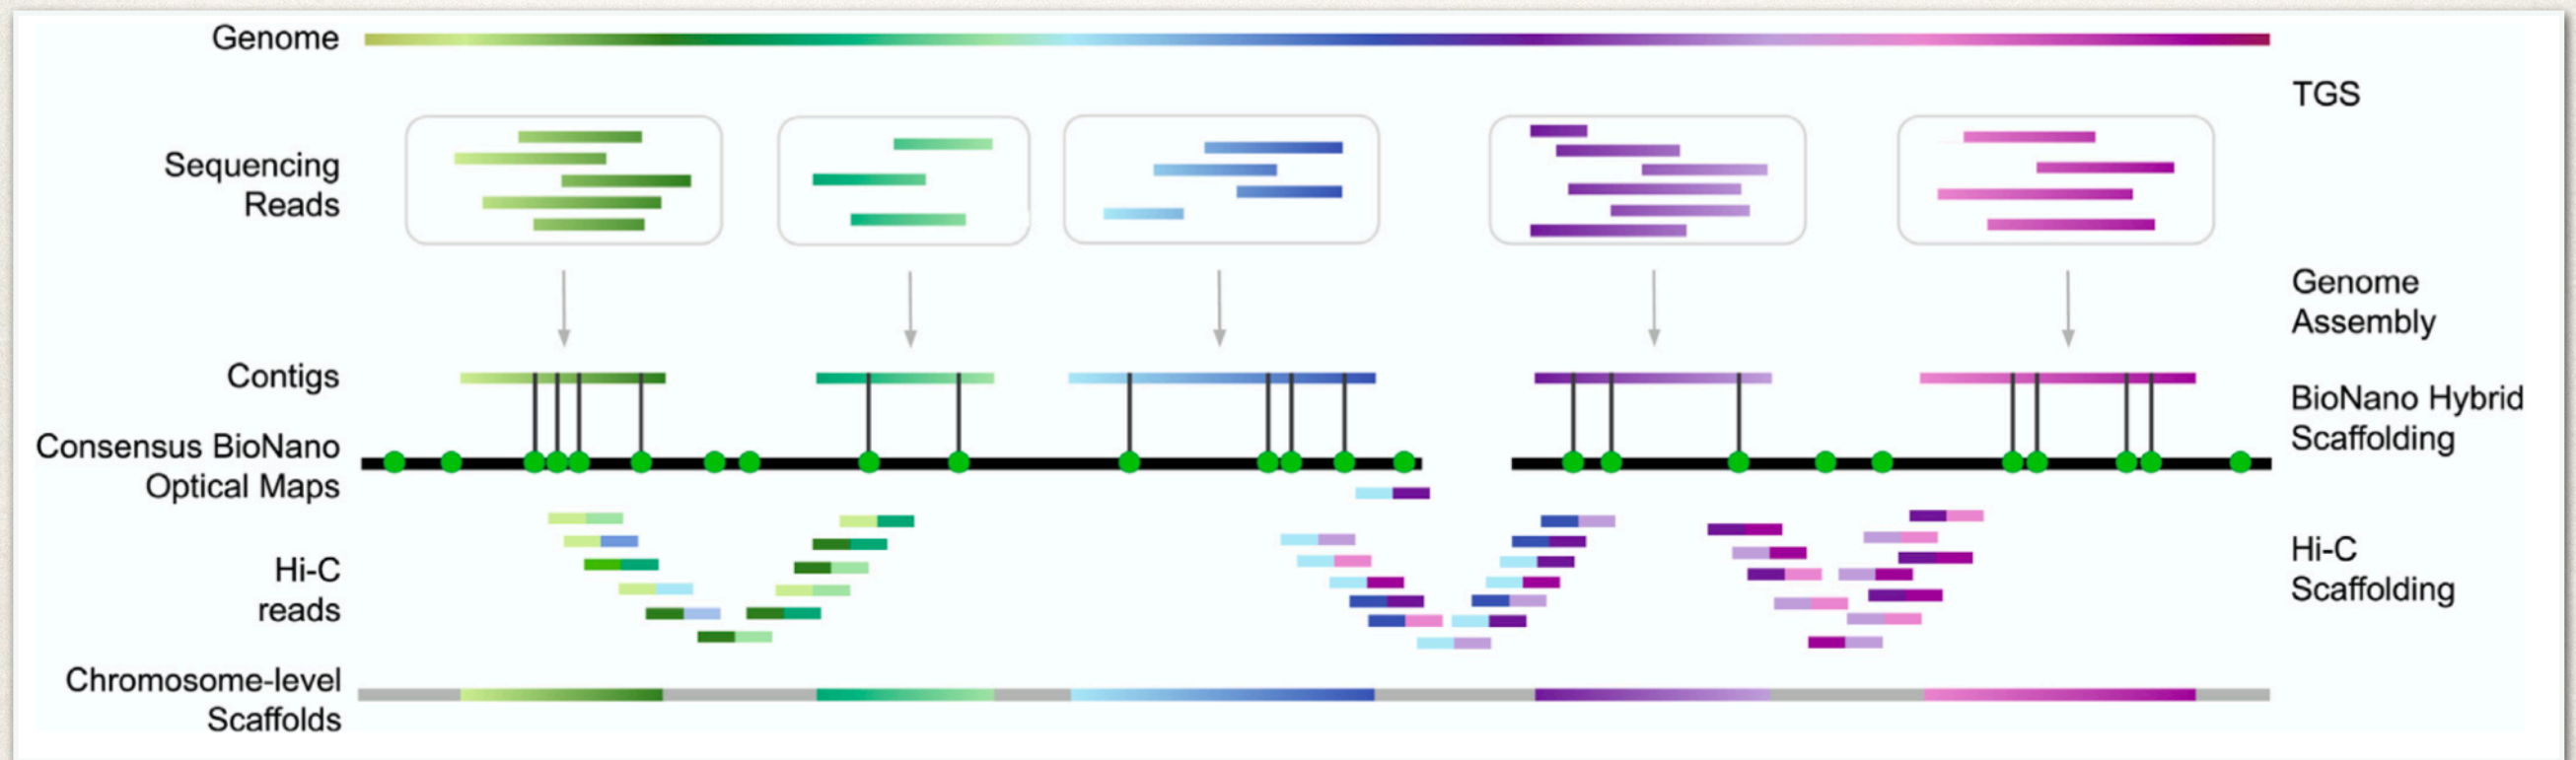 Genome
TGS
Sequencing
Reads
Genome
Assembly
Contigs
BioNano Hybrid
Scaffolding
Consensus BioNano
Optical Maps
Hi-C
reads
Hi-C
Scaffolding
Chromosome-level
Scaffolds